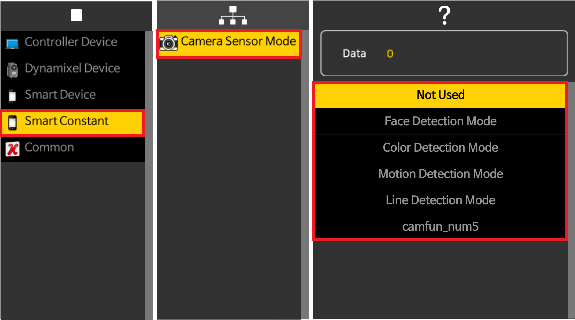 ?
Controller Device
Dynamixel Device
Smart Device
Smart Constant
Common
Camera Sensor Mode
Data 0
Not Used
Face Detection Mode
Color Detection Mode
Motion Detection Mode
Line Detection Mode
camfun_num5